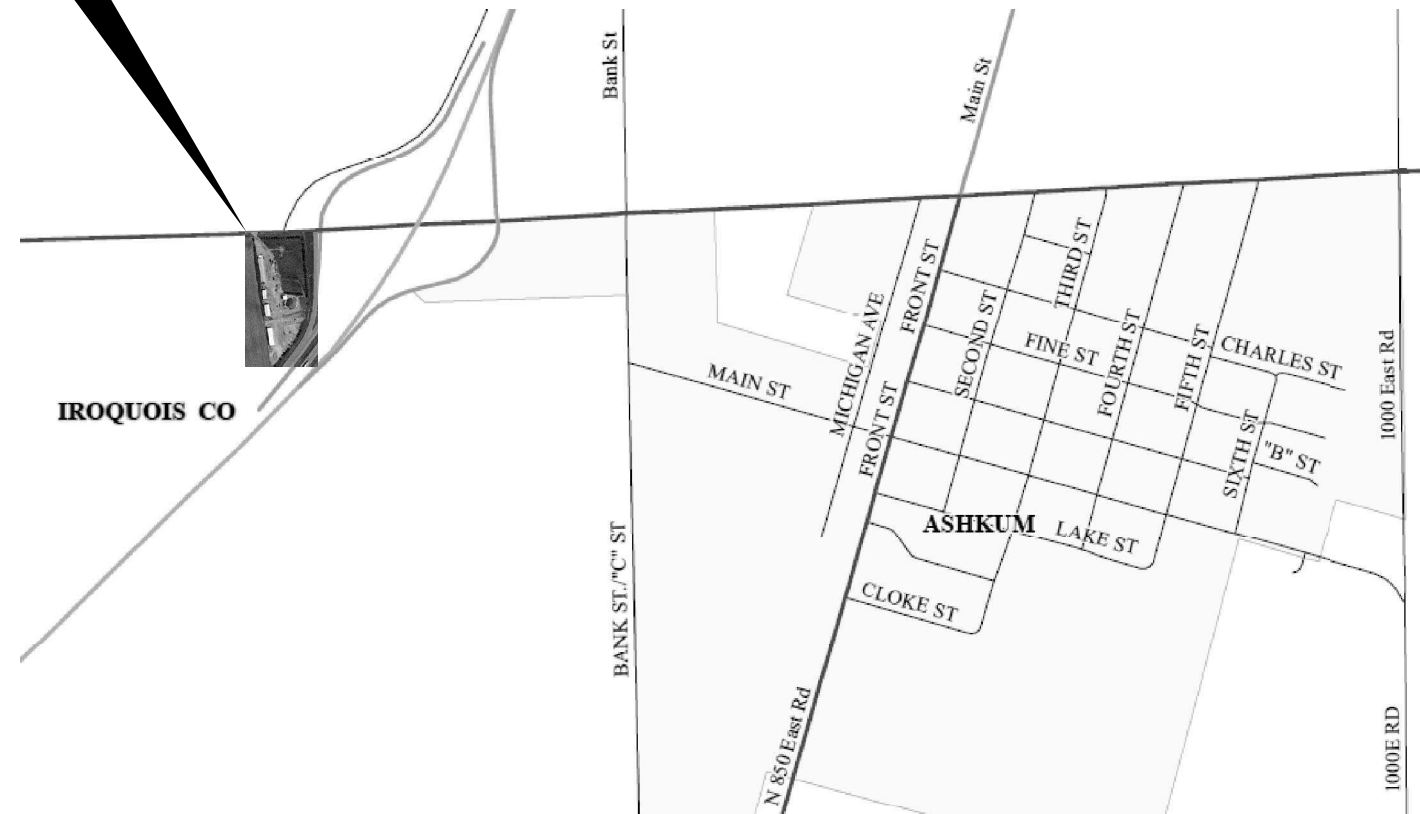 Bank St
Main St
THIRD ST
FRONT ST
MICHIGAN AVE
SECOND ST
FINE ST
FOURTH ST
FIFTH ST
CHARLES ST
1000 East Rd
MAIN ST
IROQUOIS CO
FRONT ST
SIXTH ST
"B" ST
ASHKUM
LAKE ST
BANK ST./"C" ST
CLOKE ST
N 850 East Rd
1000E RD